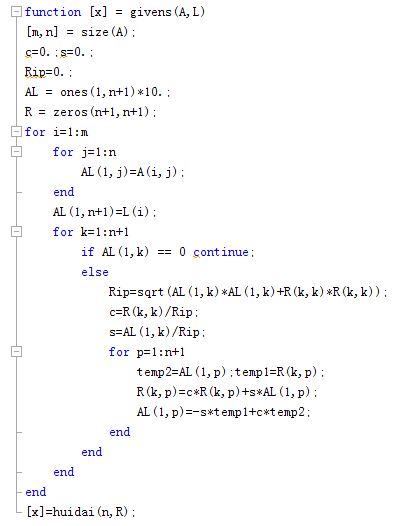 function [x] = givens(A,L)
[m,n] = size(A);
c=0.;s=0.;
Rip=0.;
AL = ones(1,n+1)*10.;
R = zeros(n+1,n+1);
for i=1:m
    for j=1:n
        AL(1,j)=A(i,j);
    end
    AL(1,n+1)=L(i);
    for k=1:n+1
        if AL(1,k) == 0 continue;
        else
            Rip=sqrt(AL(1,k)*AL(1,k)+R(k,k)*R(k,k));
            c=R(k,k)/Rip;
            s=AL(1,k)/Rip;
            for p=1:n+1
                temp2=AL(1,p);temp1=R(k,p);
                R(k,p)=c*R(k,p)+s*AL(1,p);
                AL(1,p)=-s*temp1+c*temp2;
            end
        end
    end
end
[x]=huidai(n,R);